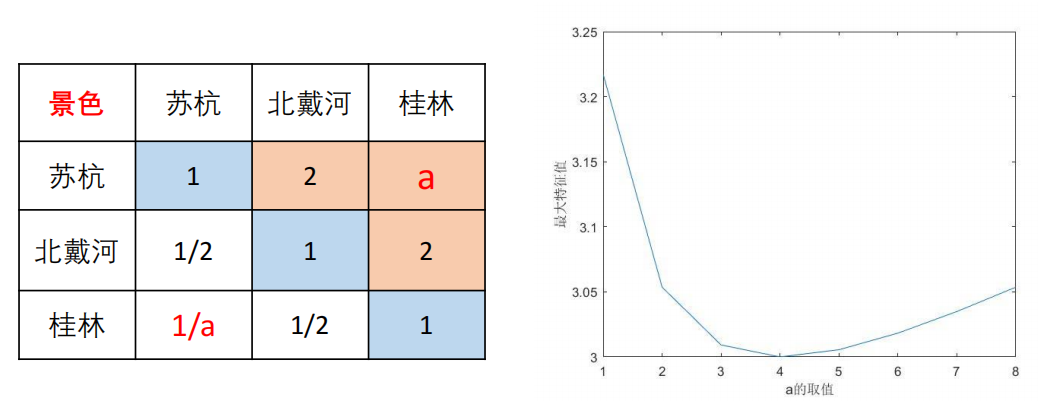 景色 苏杭 北戴河 桂林
苏杭 1 2 a
北戴河 1/2 1 2
桂林 1/a 1/2 1
3.25
3.2
3.15
3.1
3.05
3
最大特征值
1 2 3 4 5 6 7 8
a的取值